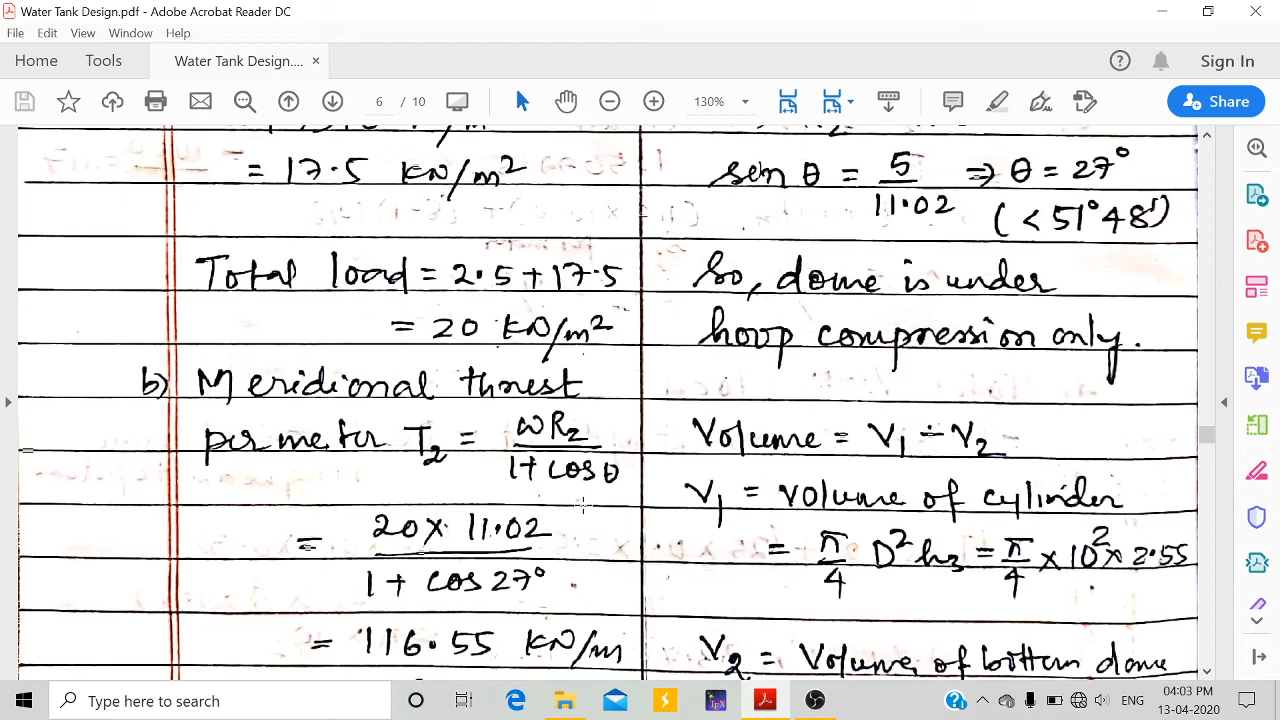 Water Tank Design.pdf - Adobe Acrobat Reader DC
File Edit View Window Help
Home Tools Water Tank Design.... × Sign In
6 / 10 130% Share
= 17.5 KN/m²
Total load = 2.5+17.5
= 20 KN/m²
b) Meridional thrust
per meter T₂ = ωR₂ / 1+ cos θ
= 20 × 11.02 / 1 + cos 27°
= 116.55 KN/m
sin θ = 5 / 11.02 ⇒ θ = 27°
(< 51° 48')
So, dome is under
hoop compression only.
Volume = V₁ - V₂
V₁ = volume of cylinder
= π/4 D² h₃ = π/4 × 10² × 2.55
V₂ = Volume of bottom dome
Type here to search
ENG
04:03 PM
13-04-2020